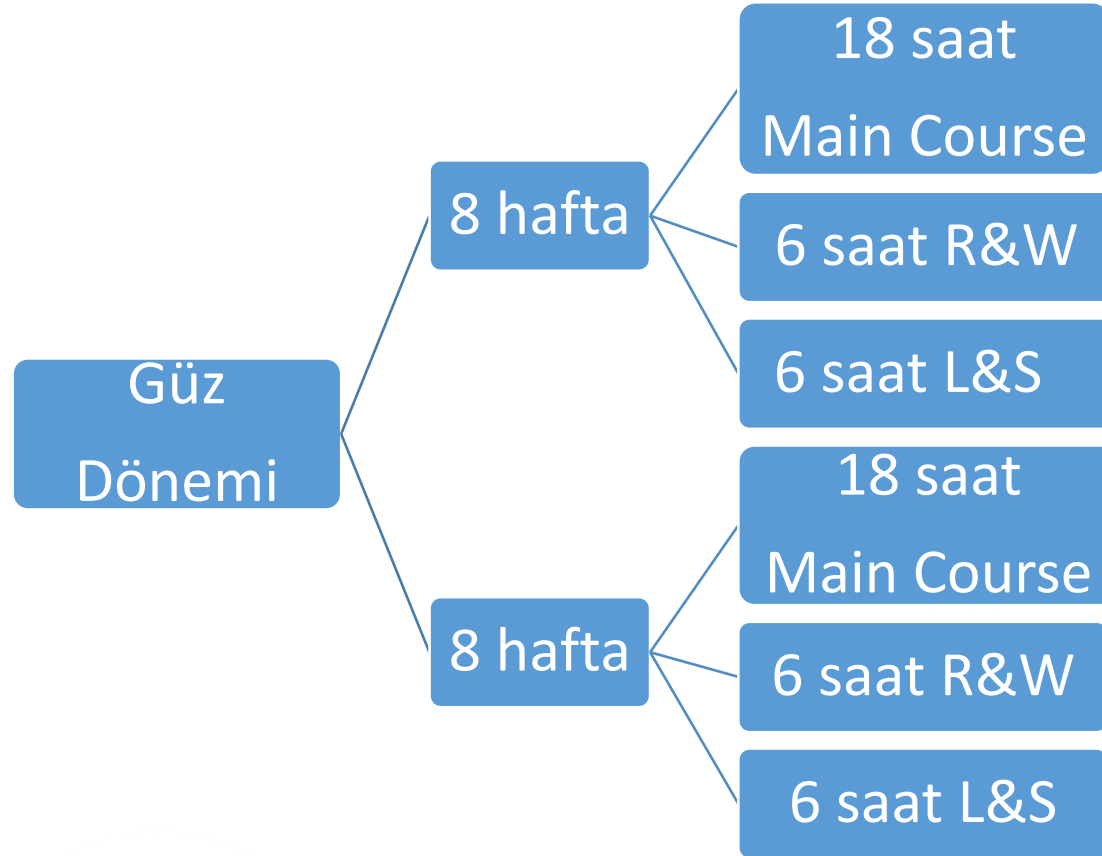 Güz
Dönemi
8 hafta
18 saat
Main Course
6 saat R&W
6 saat L&S
8 hafta
18 saat
Main Course
6 saat R&W
6 saat L&S